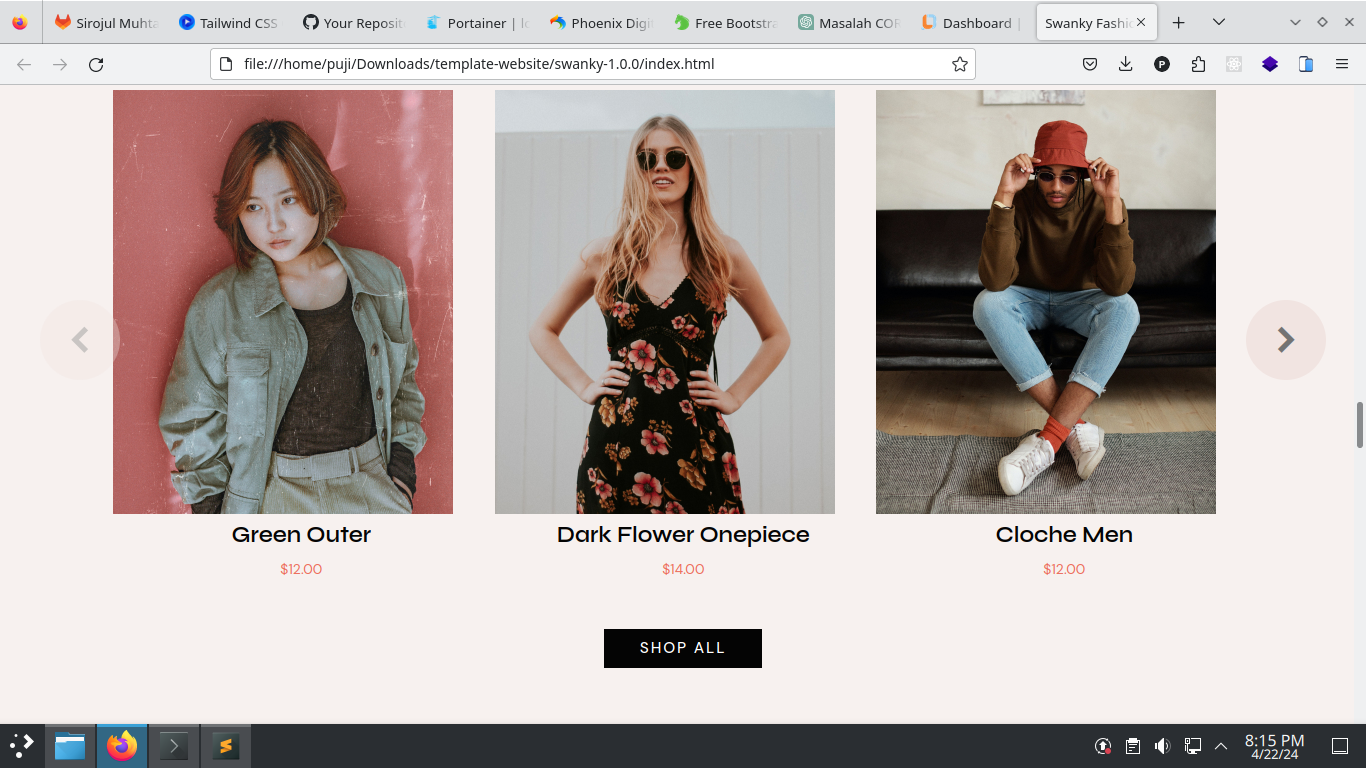 Sirojul Muhta
Tailwind CSS
Your Reposit
Portainer | l
Phoenix Digi
Free Bootstra
Masalah COR
Dashboard |
Swanky Fashi
file:///home/puji/Downloads/template-website/swanky-1.0.0/index.html
P
Green Outer
Dark Flower Onepiece
Cloche Men
$12.00
$14.00
$12.00
SHOP ALL
8:15 PM
4/22/24